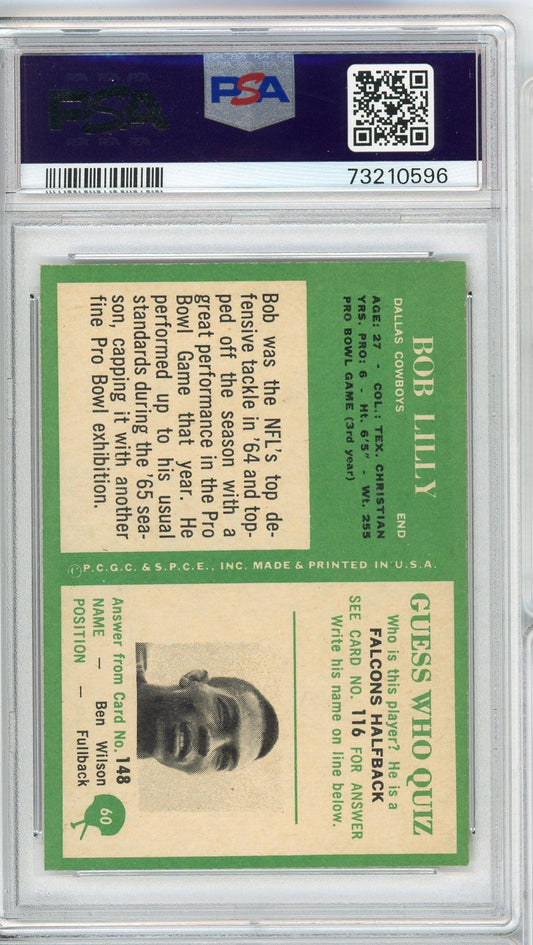 PSA
PSA
73210596
BOB LILLY
DALLAS COWBOYS END
AGE: 27 - COL.: TEX. CHRISTIAN
YRS. PRO: 6 - Ht. 6'5" - Wt. 255
PRO BOWL GAME (3rd year)
Bob was the NFL's top de-
fensive tackle in '64 and top-
ped off the season with a
great performance in the Pro
Bowl Game that year. He
performed up to his usual
standards during the '65 sea-
son, capping it with another
fine Pro Bowl exhibition.
©P.C.G.C. & S.P.C.E., INC. MADE & PRINTED IN U.S.A.
GUESS WHO QUIZ
Who is this player? He is a
FALCONS HALFBACK
SEE CARD NO. 116 FOR ANSWER
Write his name on line below.
Answer from Card No. 148
NAME — Ben Wilson
POSITION — Fullback
60